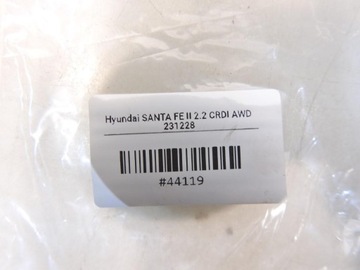 Hyundai SANTA FE II 2.2 CRDI AWD
231228
#44119